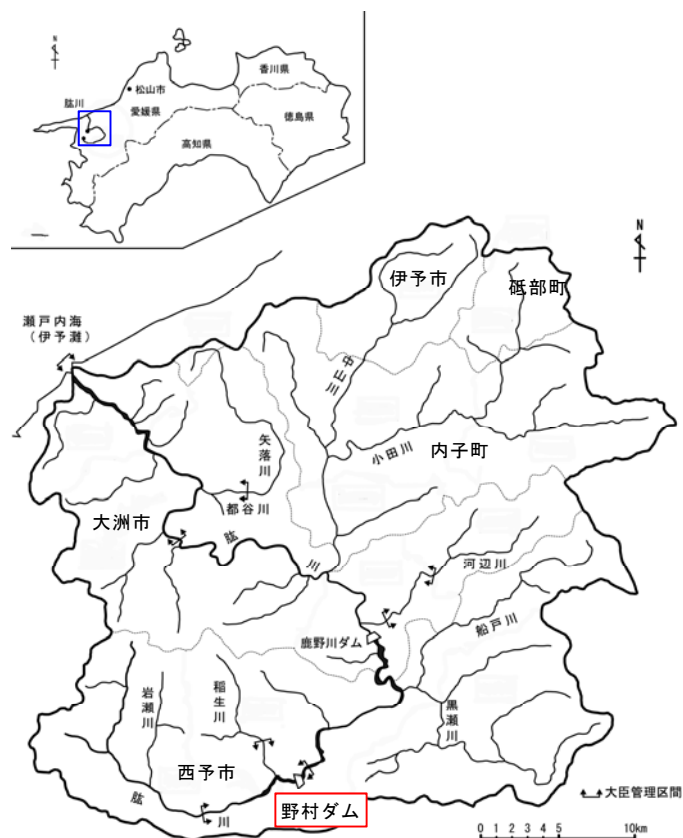 N
香川県
松山市
肱川
愛媛県
徳島県
高知県
N
伊予市
砥部町
瀬戸内海
(伊予灘)
中山川
矢落川
小田川
内子町
都谷川
大洲市
肱川
河辺川
船戸川
鹿野川ダム
岩瀬川
稲生川
黒瀬川
西予市
大臣管理区間
肱川
野村ダム
0 1 2 3 4 5 10km